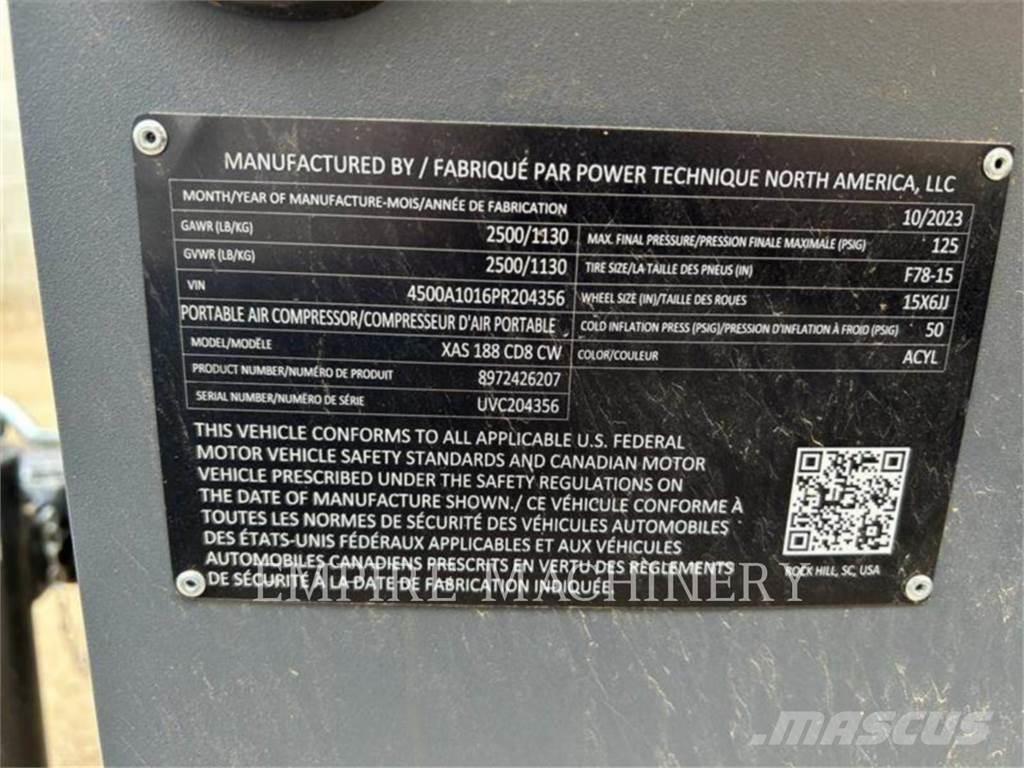 MANUFACTURED BY / FABRIQUÉ PAR POWER TECHNIQUE NORTH AMERICA, LLC
MONTH/YEAR OF MANUFACTURE-MOIS/ANNÉE DE FABRICATION 10/2023
GAWR (LB/KG) 2500/1130 MAX. FINAL PRESSURE/PRESSION FINALE MAXIMALE (PSIG) 125
GVWR (LB/KG) 2500/1130 TIRE SIZE/LA TAILLE DES PNEUS (IN) F78-15
VIN 4500A1016PR204356 WHEEL SIZE (IN)/TAILLE DES ROUES 15X6JJ
PORTABLE AIR COMPRESSOR/COMPRESSEUR D'AIR PORTABLE COLD INFLATION PRESS (PSIG)/PRESSION D'INFLATION À FROID (PSIG) 50
MODEL/MODÈLE XAS 188 CD8 CW COLOR/COULEUR ACYL
PRODUCT NUMBER/NUMÉRO DE PRODUIT 8972426207
SERIAL NUMBER/NUMÉRO DE SÉRIE UVC204356
THIS VEHICLE CONFORMS TO ALL APPLICABLE U.S. FEDERAL
MOTOR VEHICLE SAFETY STANDARDS AND CANADIAN MOTOR
VEHICLE PRESCRIBED UNDER THE SAFETY REGULATIONS ON
THE DATE OF MANUFACTURE SHOWN./ CE VÉHICULE CONFORME À
TOUTES LES NORMES DE SÉCURITÉ DES VÉHICULES AUTOMOBILES
DES ÉTATS-UNIS FÉDÉRAUX APPLICABLES ET AUX VÉHICULES
AUTOMOBILES CANADIENS PRESCRITS EN VERTU DES RÈGLEMENTS
DE SÉCURITÉ À LA DATE DE FABRICATION INDIQUÉE.
ROCK HILL, SC, USA
EMPIRE MACHINERY
MASCUS